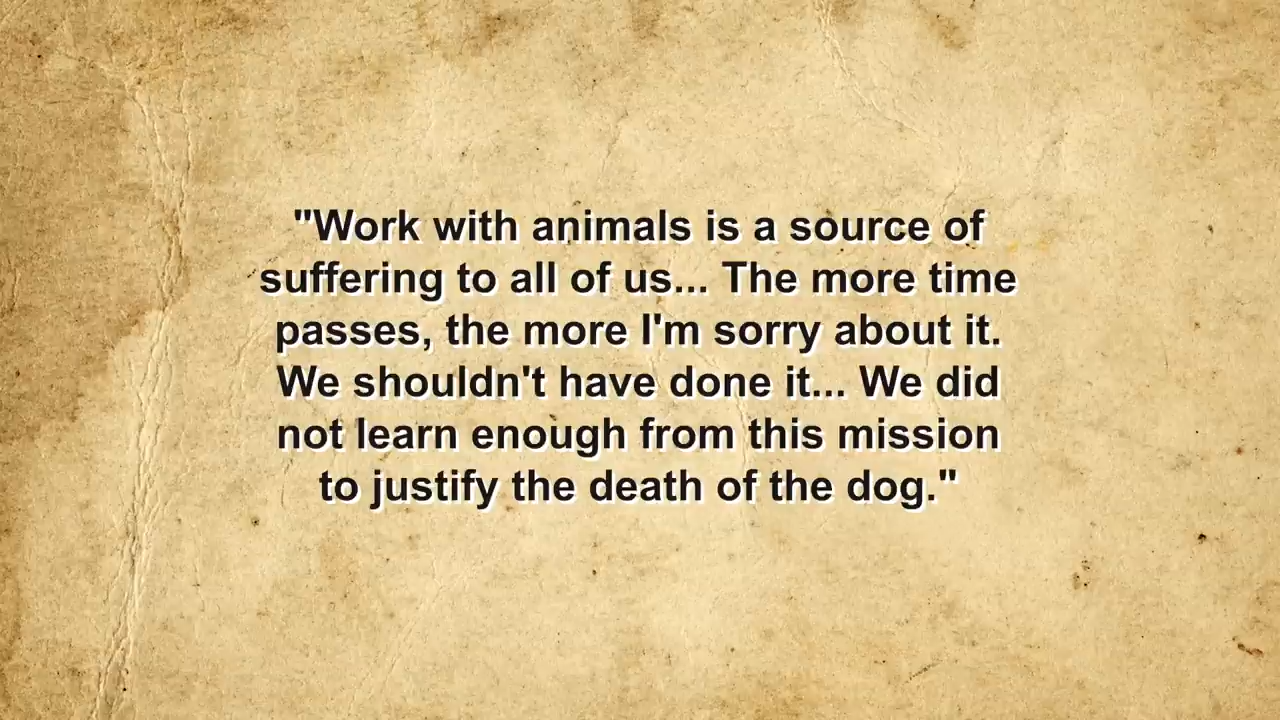 "Work with animals is a source of
suffering to all of us... The more time
passes, the more I'm sorry about it.
We shouldn't have done it... We did
not learn enough from this mission
to justify the death of the dog."